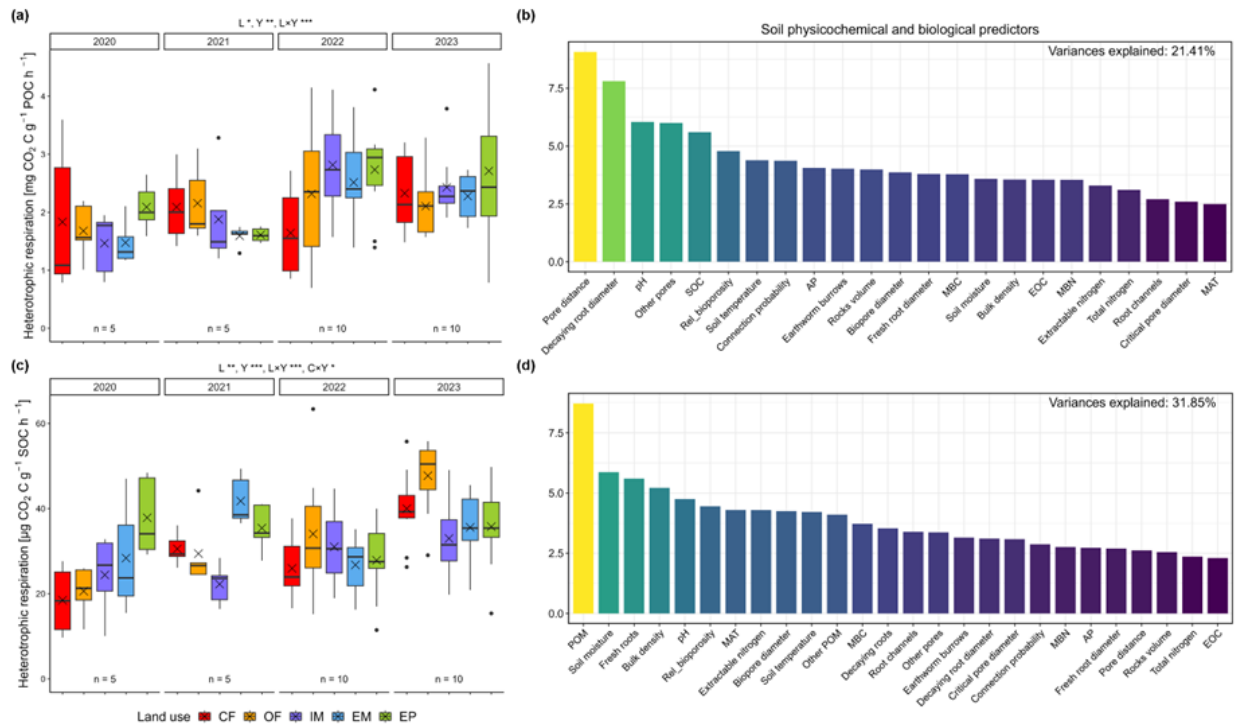 (a)
L *, Y **, L×Y ***
2020 2021 2022 2023
Heterotrophic respiration [mg CO₂ C g⁻¹ POC h⁻¹]
4
2
1
0
n = 5 n = 5 n = 10 n = 10
(b)
Soil physicochemical and biological predictors
Variances explained: 21.41%
7.5
5.0
2.5
0.0
Pore distance
Decaying root diameter
pH
Other pores
SOC
Rel_bioporosity
Soil temperature
Connection probability
AP
Earthworm burrows
Rocks volume
Biopore diameter
Fresh root diameter
MBC
Soil moisture
Bulk density
EOC
MBN
Extractable nitrogen
Total nitrogen
Root channels
Critical pore diameter
MAT
(c)
L **, Y ***, L×Y ***, C×Y *
2020 2021 2022 2023
Heterotrophic respiration [µg CO₂ C g⁻¹ SOC h⁻¹]
60
40
20
0
n = 5 n = 5 n = 10 n = 10
Land use CF OF IM EM EP
(d)
Variances explained: 31.85%
7.5
5.0
2.5
0.0
POM
Soil moisture
Fresh roots
Bulk density
pH
Rel_bioporosity
MAT
Extractable nitrogen
Biopore diameter
Soil temperature
Other POM
MBC
Decaying roots
Root channels
Other pores
Earthworm burrows
Decaying root diameter
Critical pore diameter
Connection probability
MBN
AP
Fresh root diameter
Pore distance
Rocks volume
Total nitrogen
EOC